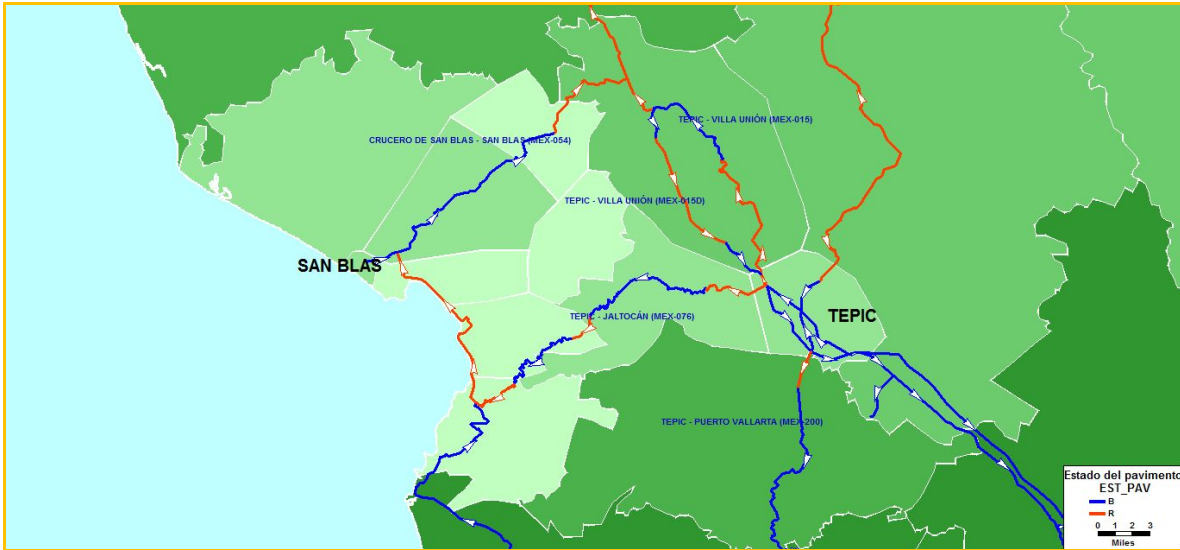 TEPIC - VILLA UNIÓN (MEX-015)
CRUCERO DE SAN BLAS - SAN BLAS (MEX-054)
TEPIC - VILLA UNIÓN (MEX-015D)
SAN BLAS
TEPIC - JALTOCÁN (MEX-076)
TEPIC
TEPIC - PUERTO VALLARTA (MEX-200)
Estado del pavimento
EST_PAV
B
R
0 1 2 3
Miles